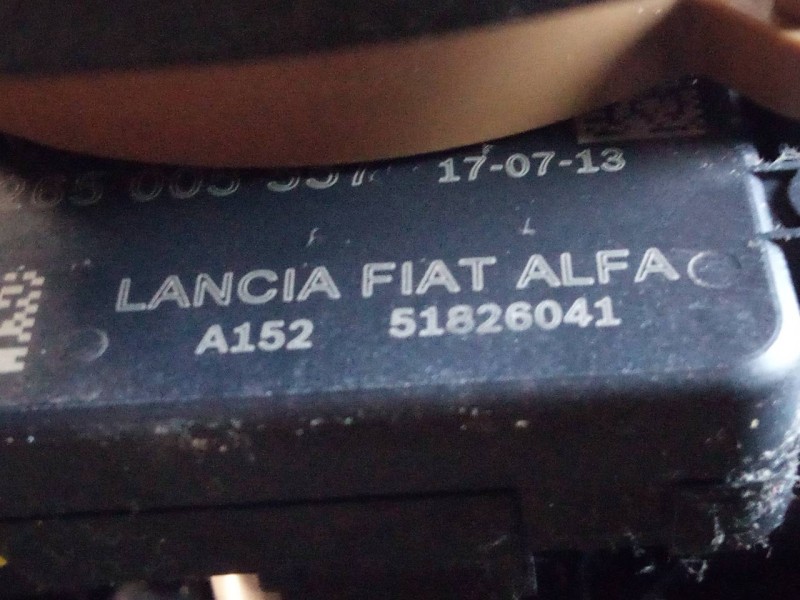 17-07-13
LANCIA FIAT ALFA
A152 51826041